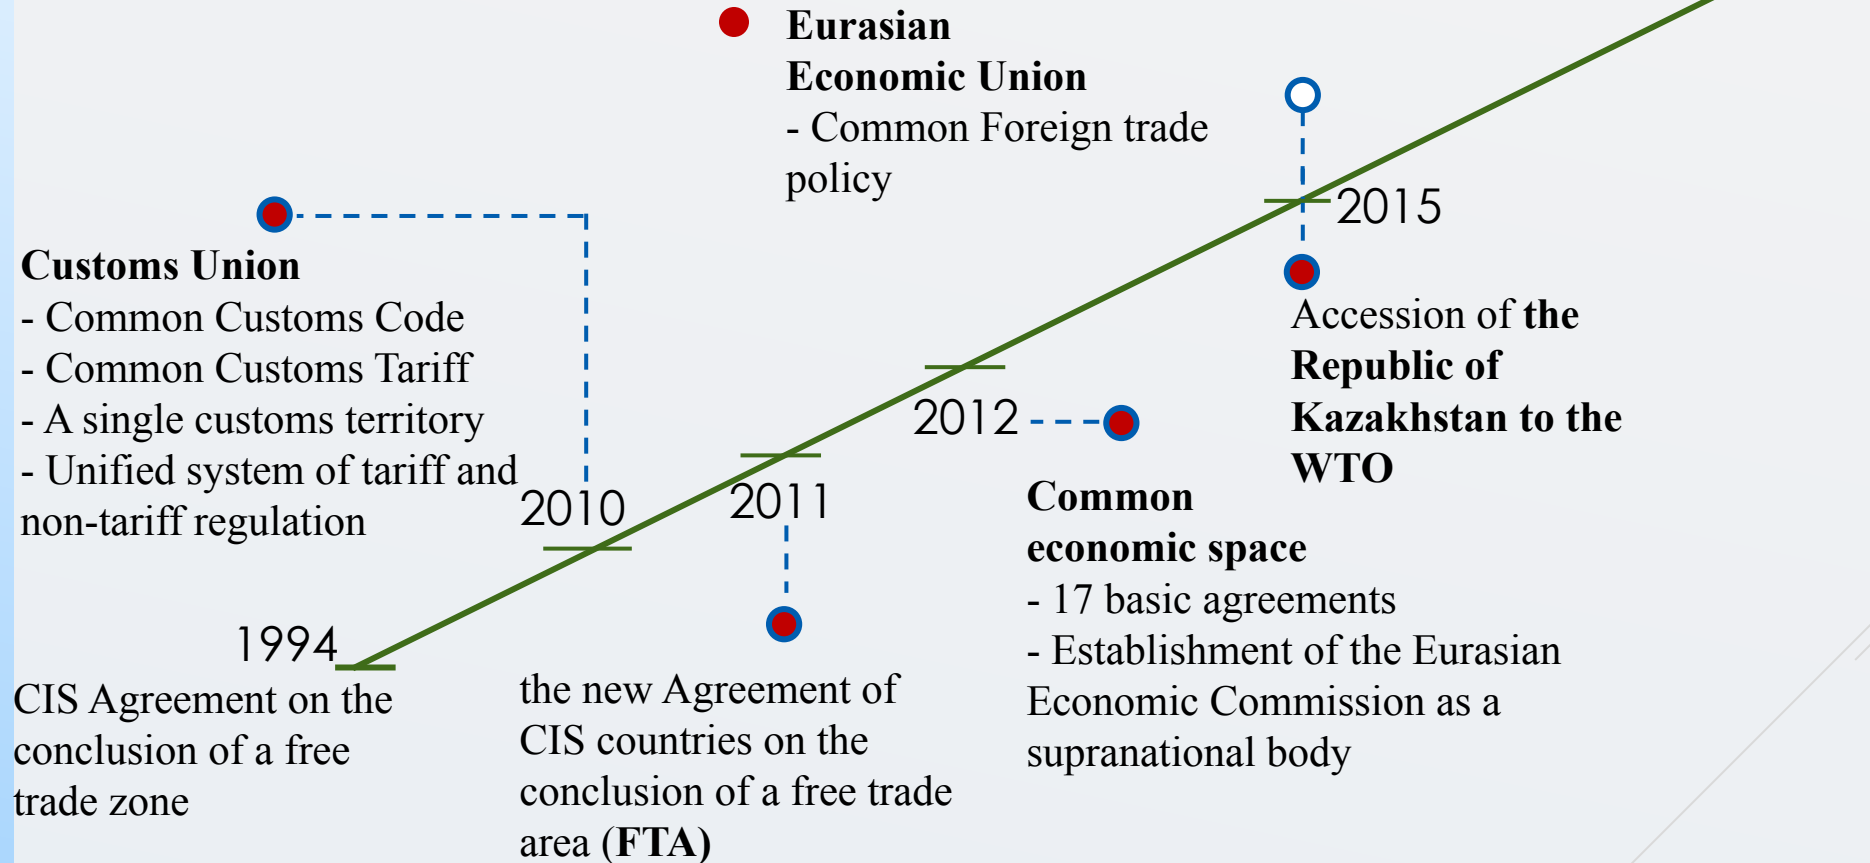 Eurasian
Economic Union
- Common Foreign trade
policy
2015
Customs Union
- Common Customs Code
- Common Customs Tariff
- A single customs territory
- Unified system of tariff and
non-tariff regulation
Accession of the
Republic of
Kazakhstan to the
WTO
2012
2010
2011
Common
economic space
- 17 basic agreements
- Establishment of the Eurasian
Economic Commission as a
supranational body
1994
CIS Agreement on the
conclusion of a free
trade zone
the new Agreement of
CIS countries on the
conclusion of a free trade
area (FTA)